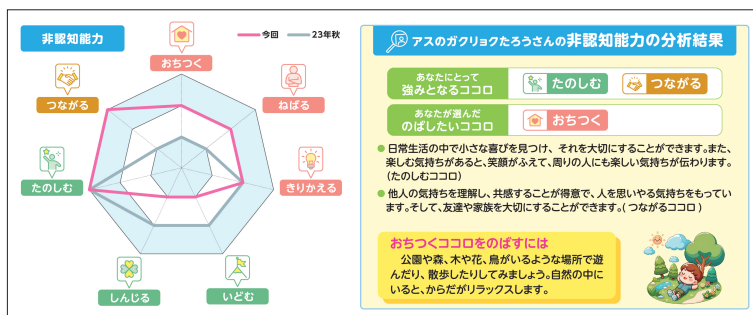 非認知能力
今回
23年秋
おちつく
ねばる
きりかえる
いどむ
しんじる
たのしむ
つながる
アスのガクリョクたろうさんの非認知能力の分析結果
あなたにとって
強みとなるココロ
たのしむ
つながる
あなたが選んだ
のばしたいココロ
おちつく
● 日常生活の中で小さな喜びを見つけ、それを大切にすることができます。また、
楽しむ気持ちがあると、笑顔がふえて、周りの人にも楽しい気持ちが伝わります。
(たのしむココロ)
● 他人の気持ちを理解し、共感することが得意で、人を思いやる気持ちをもってい
ます。そして、友達や家族を大切にすることができます。(つながるココロ)
おちつくココロをのばすには
公園や森、木や花、鳥がいるような場所で遊
んだり、散歩したりしてみましょう。自然の中に
いると、からだがリラックスします。